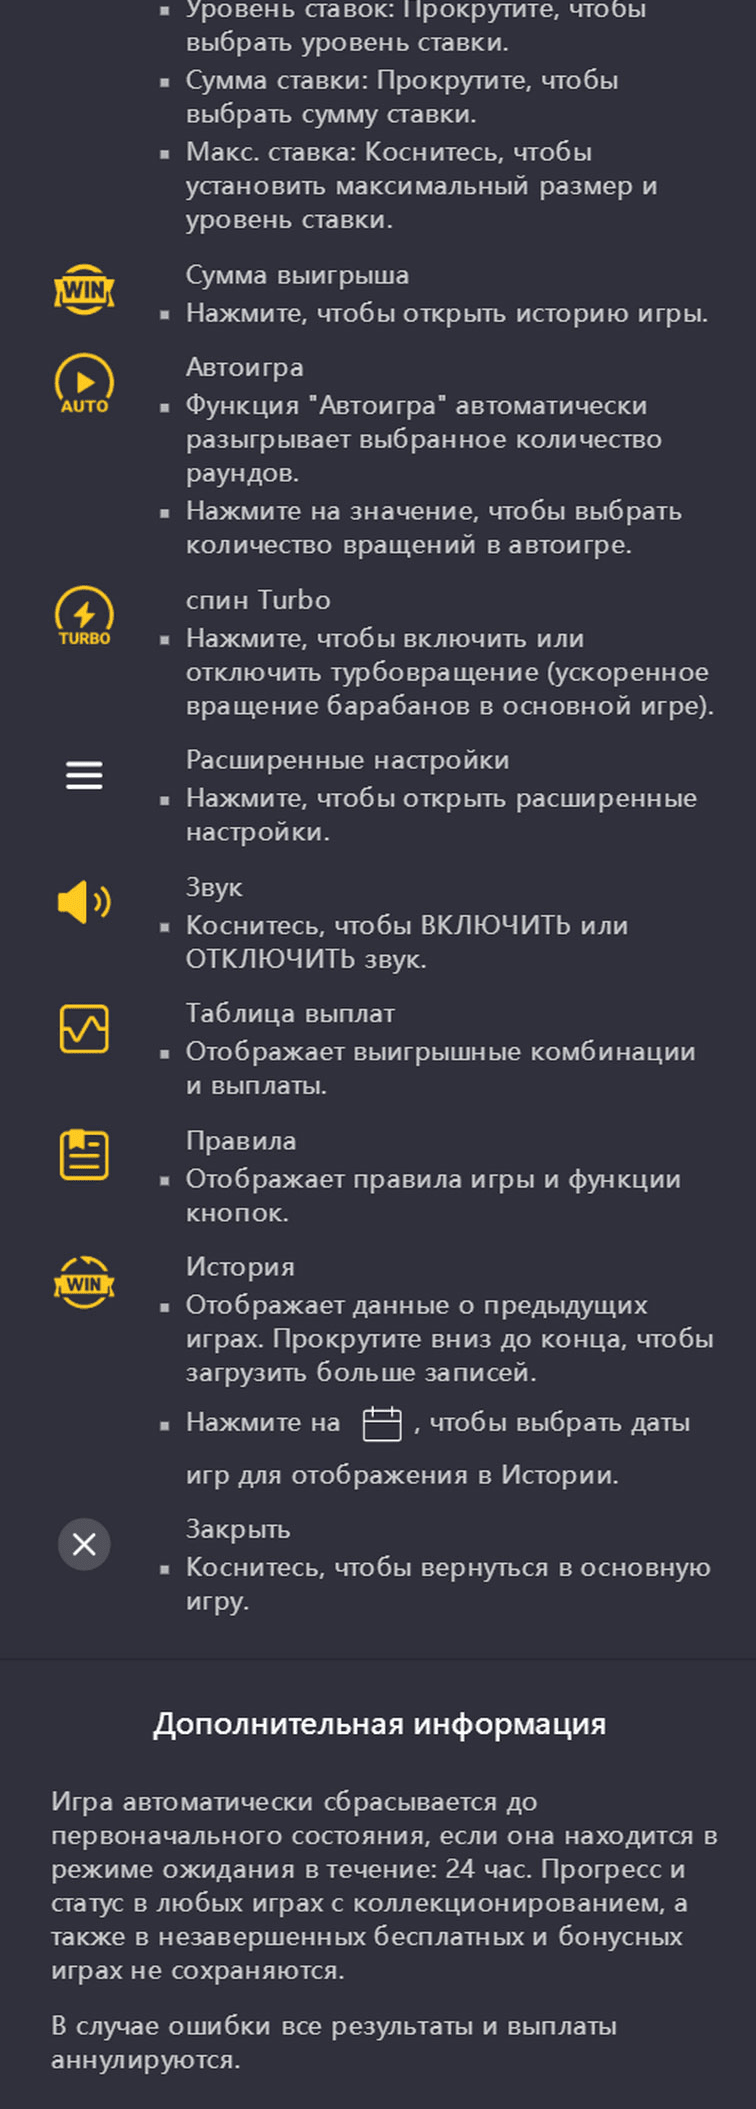 Уровень ставок: Прокрутите, чтобы
выбрать уровень ставки.
Сумма ставки: Прокрутите, чтобы
выбрать сумму ставки.
Макс. ставка: Коснитесь, чтобы
установить максимальный размер и
уровень ставки.
WIN
Сумма выигрыша
Нажмите, чтобы открыть историю игры.
AUTO
Автоигра
Функция "Автоигра" автоматически
разыгрывает выбранное количество
раундов.
Нажмите на значение, чтобы выбрать
количество вращений в автоигре.
TURBO
спин Turbo
Нажмите, чтобы включить или
отключить турбовращение (ускоренное
вращение барабанов в основной игре).
Расширенные настройки
Нажмите, чтобы открыть расширенные
настройки.
Звук
Коснитесь, чтобы ВКЛЮЧИТЬ или
ОТКЛЮЧИТЬ звук.
Таблица выплат
Отображает выигрышные комбинации
и выплаты.
Правила
Отображает правила игры и функции
кнопок.
WIN
История
Отображает данные о предыдущих
играх. Прокрутите вниз до конца, чтобы
загрузить больше записей.
Нажмите на , чтобы выбрать даты
игр для отображения в Истории.
Закрыть
Коснитесь, чтобы вернуться в основную
игру.
Дополнительная информация
Игра автоматически сбрасывается до
первоначального состояния, если она находится в
режиме ожидания в течение: 24 час. Прогресс и
статус в любых играх с коллекционированием, а
также в незавершенных бесплатных и бонусных
играх не сохраняются.
В случае ошибки все результаты и выплаты
аннулируются.